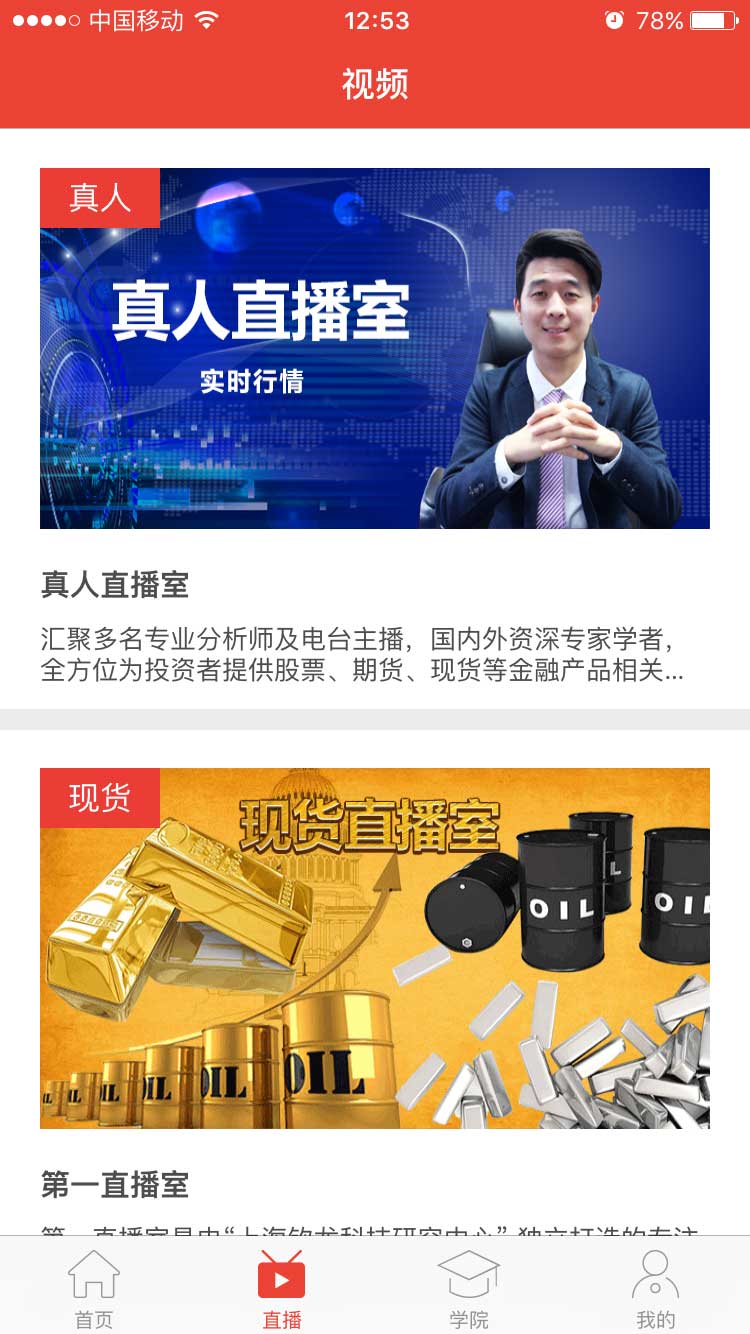 中国移动 12:53 78%
视频
真人
真人直播室
实时行情
真人直播室
汇聚多名专业分析师及电台主播，国内外资深专家学者，
全方位为投资者提供股票、期货、现货等金融产品相关...
现货
现货直播室
OIL
L
OIL
IL
IL
OIL
OIL
OIL
OIL
第一直播室
首页 直播 学院 我的